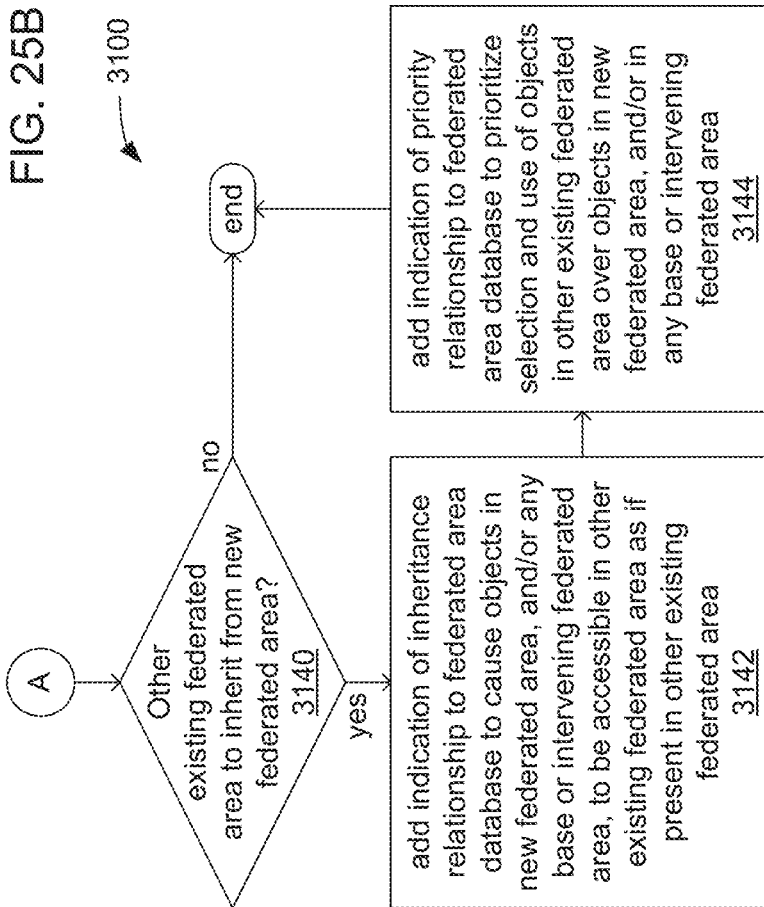 FIG. 25B
3100
A
Other
existing federated
area to inherit from new
federated area?
3140
no
yes
end
add indication of inheritance
relationship to federated area
database to cause objects in
new federated area, and/or any
base or intervening federated
area, to be accessible in other
existing federated area as if
present in other existing
federated area
3142
add indication of priority
relationship to federated
area database to prioritize
selection and use of objects
in other existing federated
area over objects in new
federated area, and/or in
any base or intervening
federated area
3144